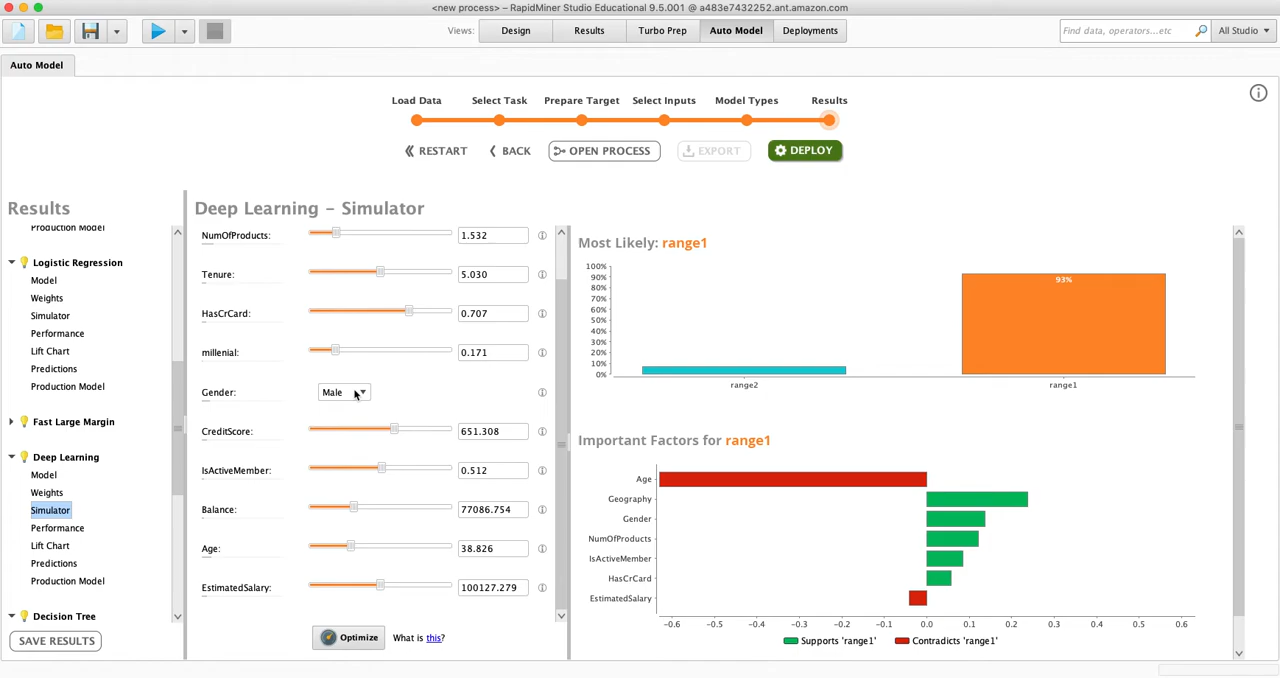 <new process> – RapidMiner Studio Educational 9.5.001 @ a483e7432252.ant.amazon.com
Views: Design Results Turbo Prep Auto Model Deployments Find data, operators...etc All Studio
Auto Model
Load Data Select Task Prepare Target Select Inputs Model Types Results
RESTART BACK OPEN PROCESS EXPORT DEPLOY
Results
Production Model
Logistic Regression
Model
Weights
Simulator
Performance
Lift Chart
Predictions
Production Model
Fast Large Margin
Deep Learning
Model
Weights
Simulator
Performance
Lift Chart
Predictions
Production Model
Decision Tree
SAVE RESULTS
Deep Learning – Simulator
NumOfProducts: 1.532
Tenure: 5.030
HasCrCard: 0.707
millenial: 0.171
Gender: Male
CreditScore: 651.308
IsActiveMember: 0.512
Balance: 77086.754
Age: 38.826
EstimatedSalary: 100127.279
Optimize What is this?
Most Likely: range1
100%
90%
80%
70%
60%
50%
40%
30%
20%
10%
0%
93%
range2 range1
Important Factors for range1
Age
Geography
Gender
NumOfProducts
IsActiveMember
HasCrCard
EstimatedSalary
-0.6 -0.5 -0.4 -0.3 -0.2 -0.1 0.0 0.1 0.2 0.3 0.4 0.5 0.6
Supports 'range1' Contradicts 'range1'